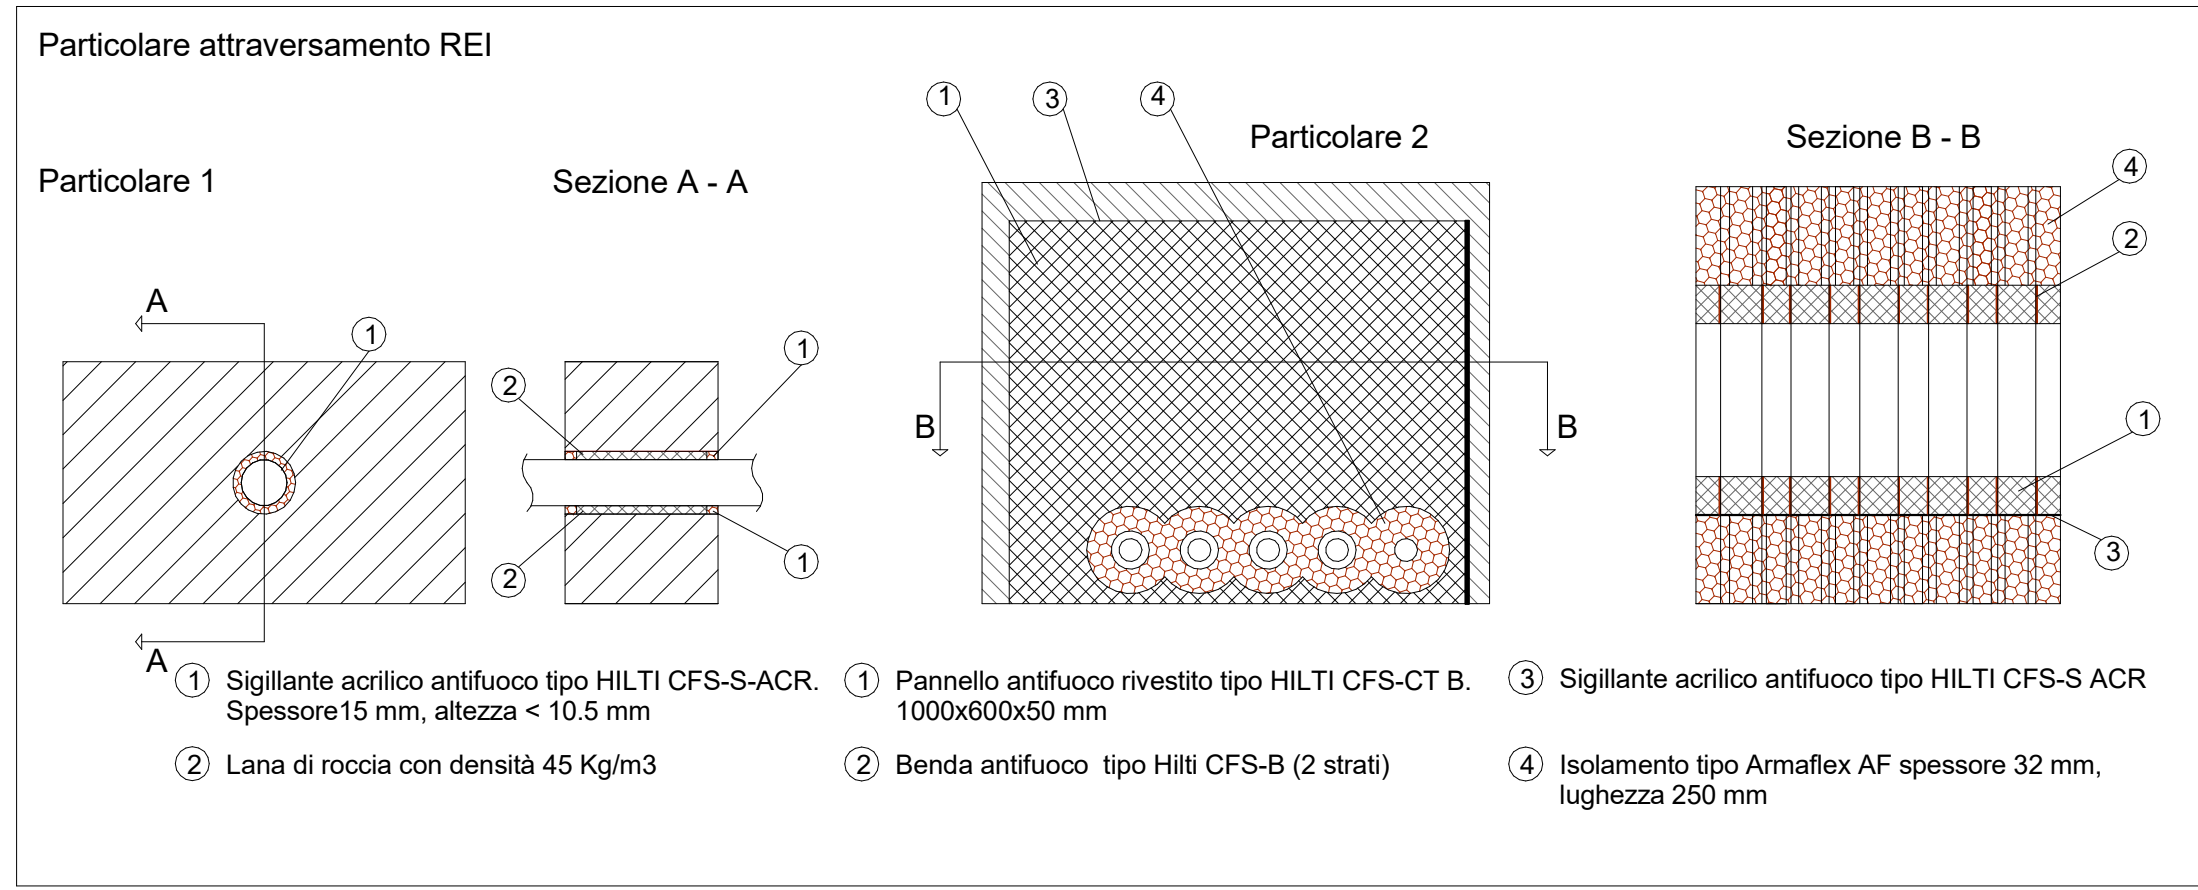 Particolare attraversamento REI
1
3
4
Particolare 2
Sezione B - B
4
Particolare 1
Sezione A - A
2
A
1
1
2
B
B
1
2
1
3
A
1 Sigillante acrilico antifuoco tipo HILTI CFS-S-ACR.
Spessore15 mm, altezza < 10.5 mm
2 Lana di roccia con densità 45 Kg/m3
1 Pannello antifuoco rivestito tipo HILTI CFS-CT B.
1000x600x50 mm
2 Benda antifuoco tipo Hilti CFS-B (2 strati)
3 Sigillante acrilico antifuoco tipo HILTI CFS-S ACR
4 Isolamento tipo Armaflex AF spessore 32 mm,
lughezza 250 mm